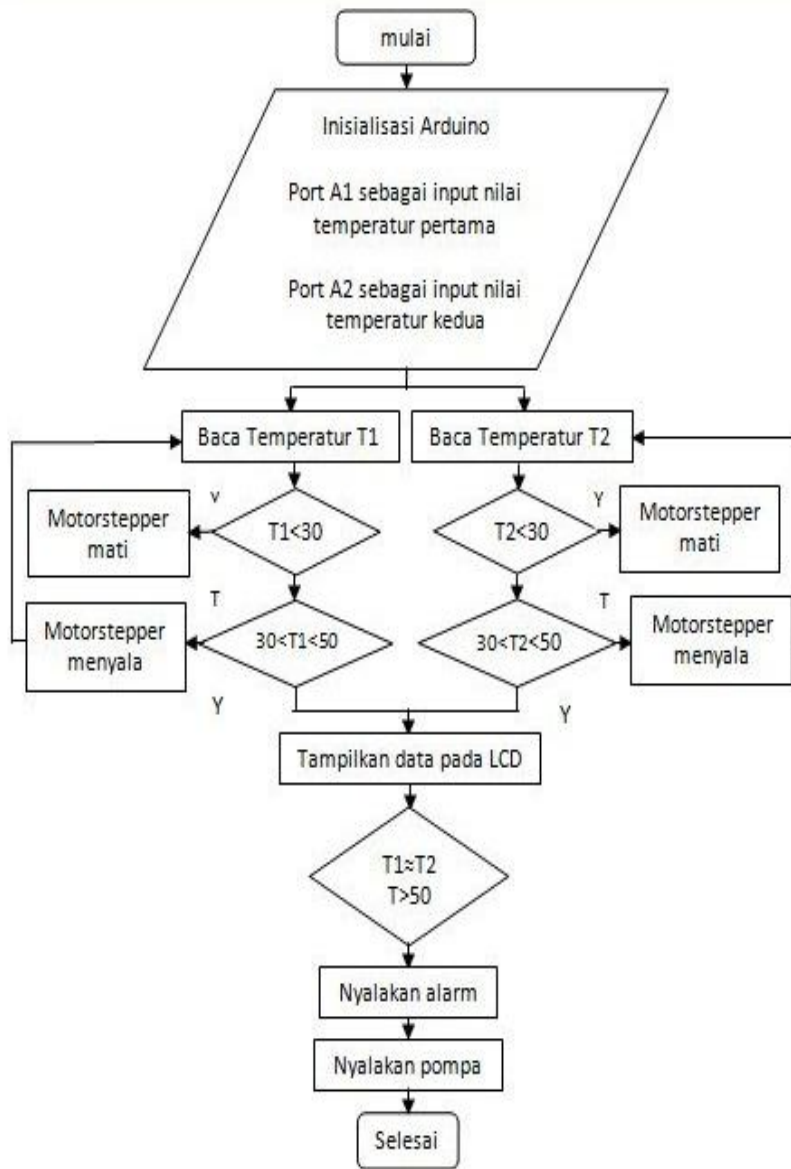 mulai
Inisialisasi Arduino
Port A1 sebagai input nilai
temperatur pertama
Port A2 sebagai input nilai
temperatur kedua
Baca Temperatur T1
Baca Temperatur T2
Motorstepper
mati
Y
T1<30
T2<30
Y
Motorstepper
mati
Motorstepper
menyala
T
30<T1<50
30<T2<50
T
Motorstepper
menyala
Y
Y
Tampilkan data pada LCD
T1≈T2
T>50
Nyalakan alarm
Nyalakan pompa
Selesai